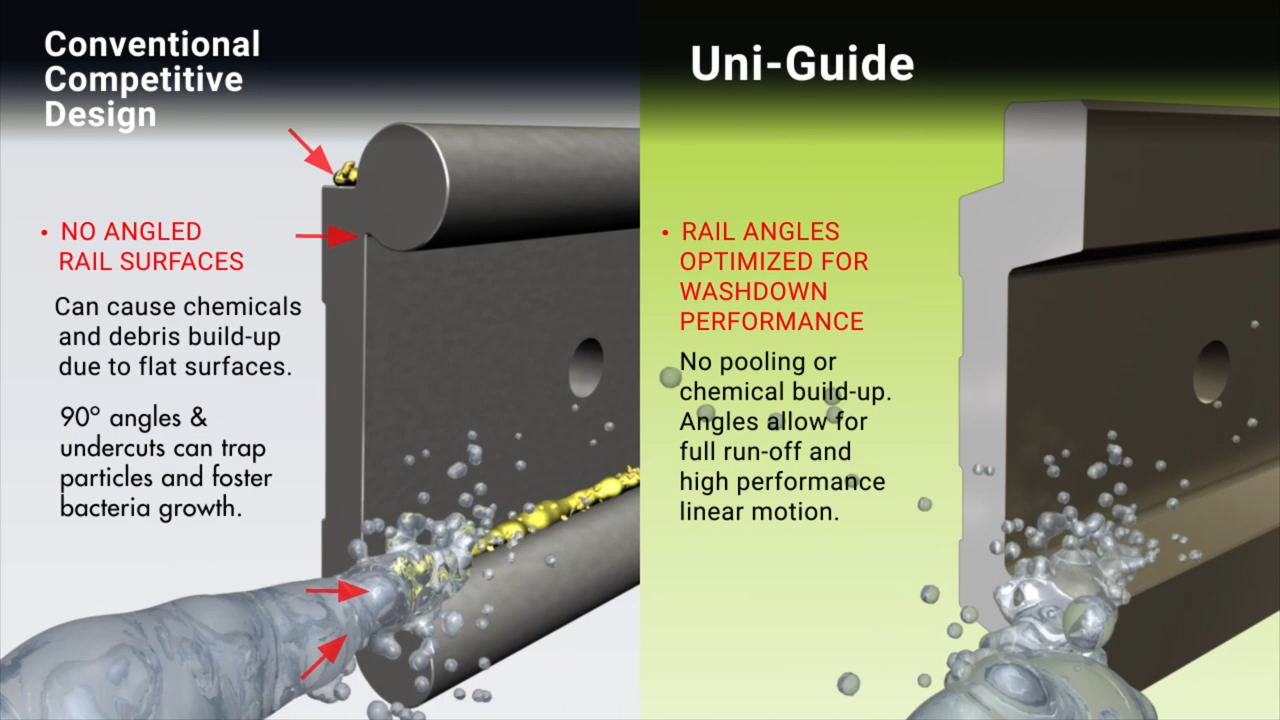 Conventional
Competitive
Design
• NO ANGLED
RAIL SURFACES
Can cause chemicals
and debris build-up
due to flat surfaces.
90° angles &
undercuts can trap
particles and foster
bacteria growth.
Uni-Guide
• RAIL ANGLES
OPTIMIZED FOR
WASHDOWN
PERFORMANCE
No pooling or
chemical build-up.
Angles allow for
full run-off and
high performance
linear motion.